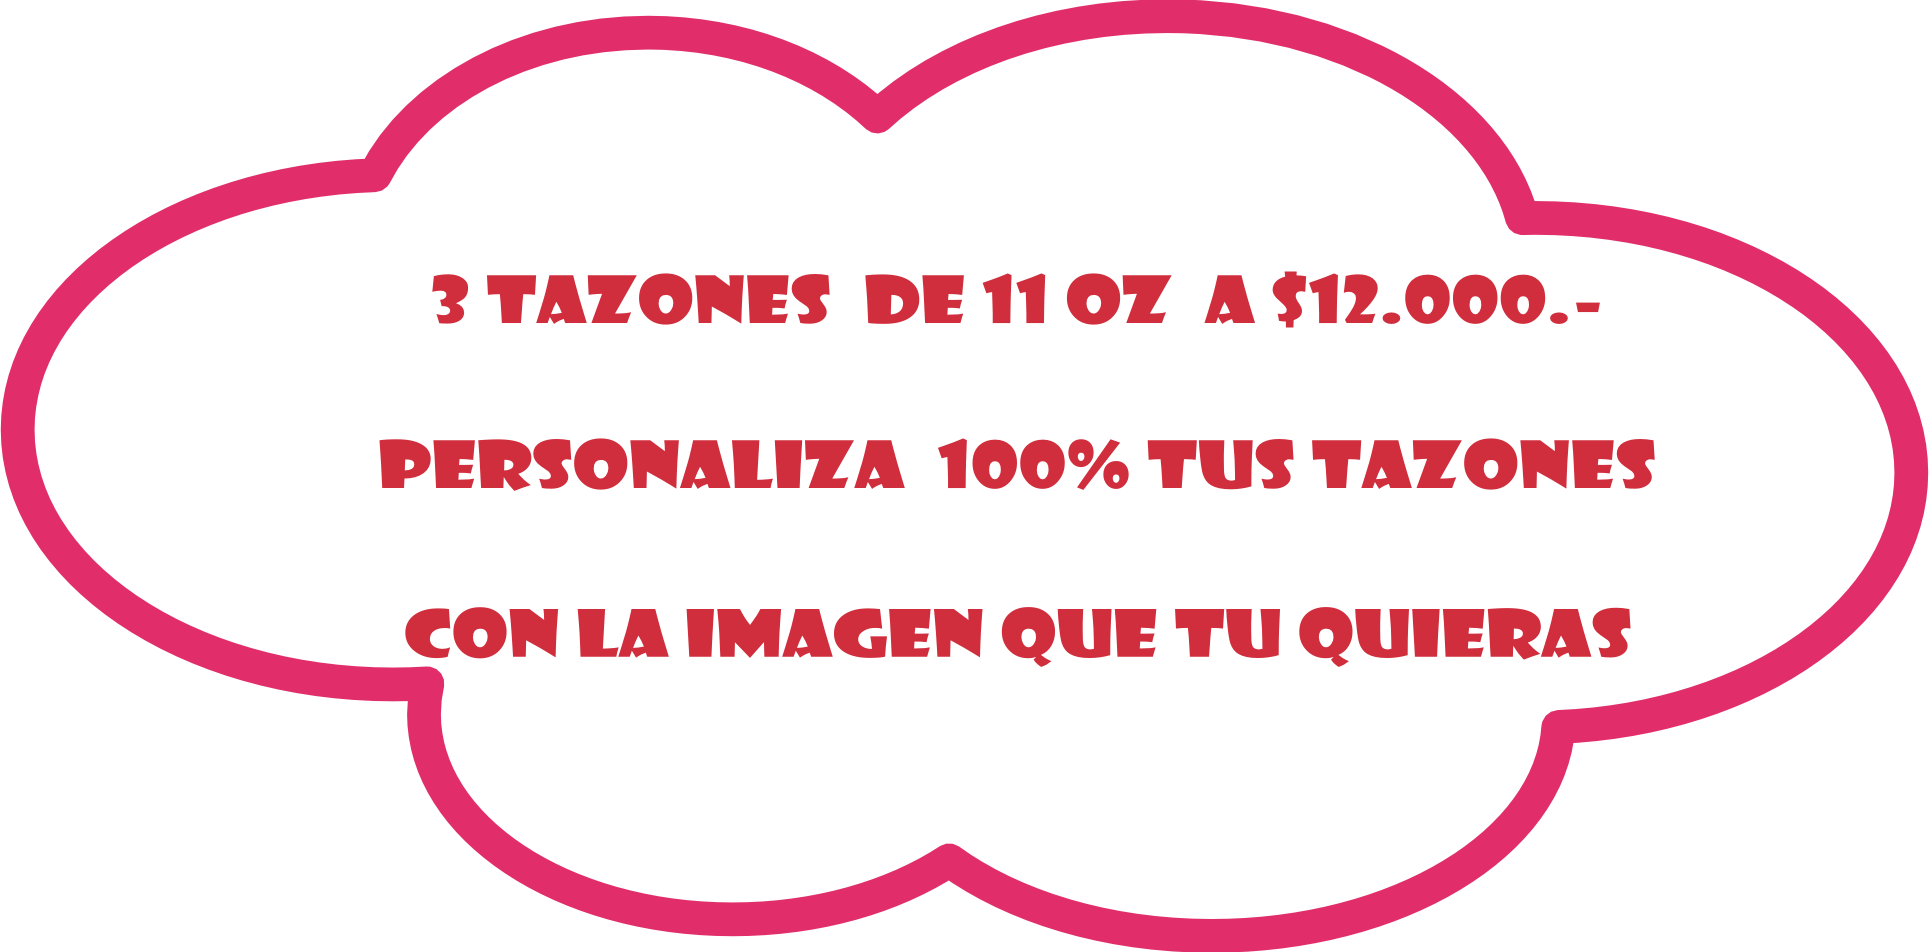 3 TAZONES DE 11 OZ A $12.000.-
PERSONALIZA 100% TUS TAZONES
CON LA IMAGEN QUE TU QUIERAS